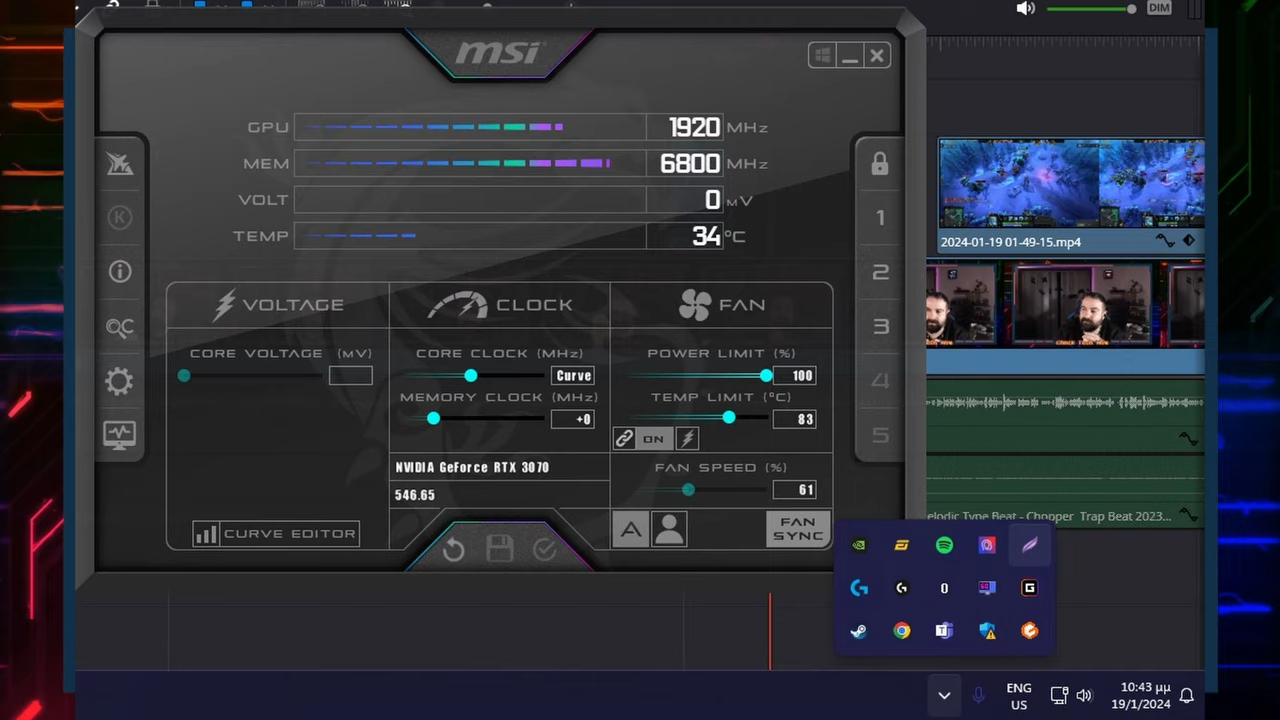 DIM
msi
GPU 1920 MHz
MEM 6800 MHz
VOLT 0 MV
TEMP 34 °C
K
1
2
3
4
5
VOLTAGE
CLOCK
FAN
CORE VOLTAGE (MV)
CORE CLOCK (MHz)
Curve
MEMORY CLOCK (MHz)
+0
POWER LIMIT (%)
100
TEMP LIMIT (°C)
83
ON
NVIDIA GeForce RTX 3070
546.65
FAN SPEED (%)
61
CURVE EDITOR
A
FAN
SYNC
2024-01-19 01-49-15.mp4
elodic Type Beat - Chopper Trap Beat 2023...
0
ENG
US
10:43 μμ
19/1/2024